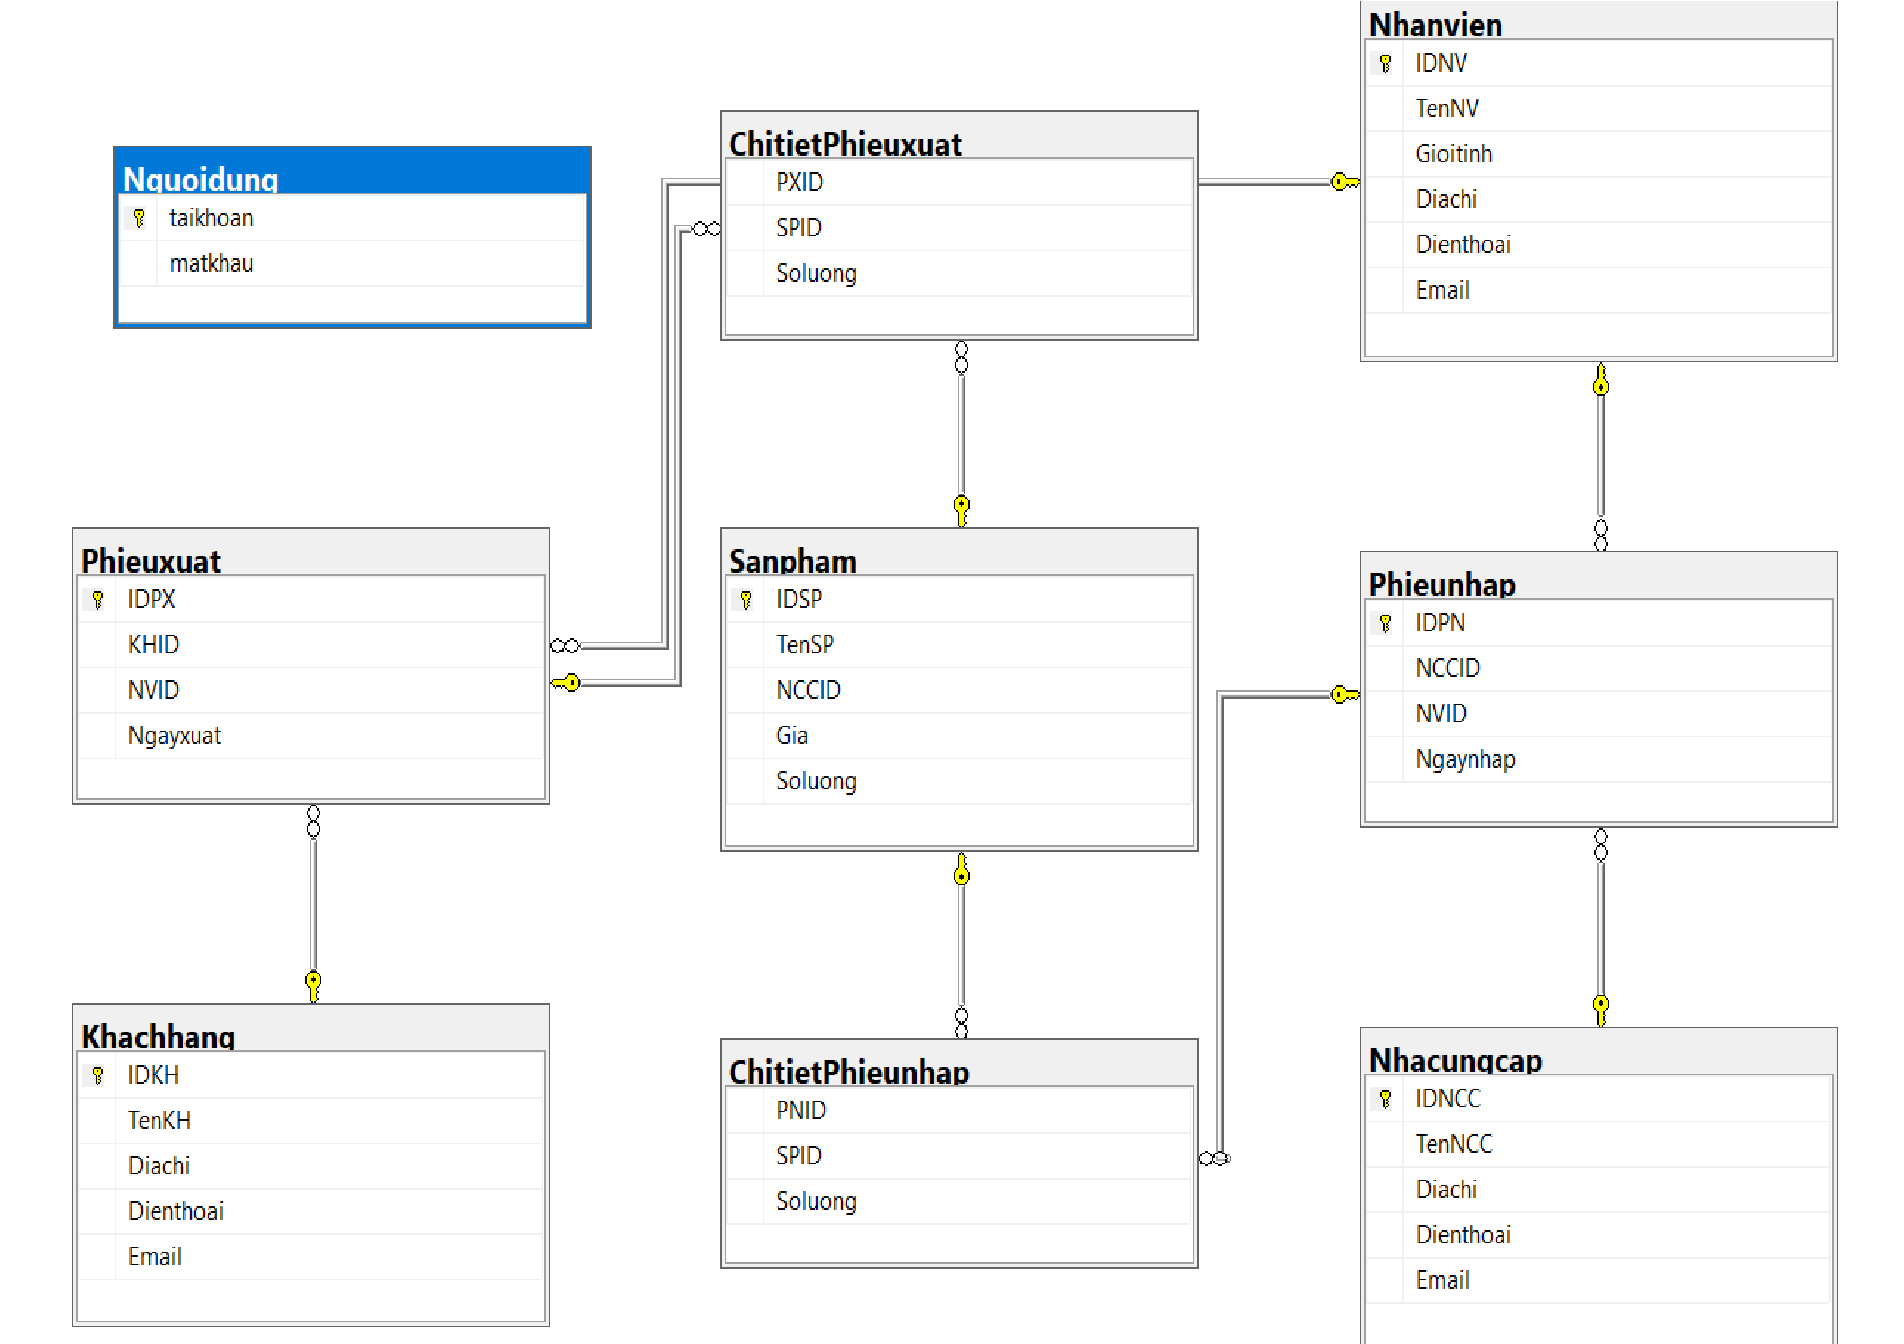 Nguoidung
taikhoan
matkhau
ChitietPhieuxuat
PXID
SPID
Soluong
Nhanvien
IDNV
TenNV
Gioitinh
Diachi
Dienthoai
Email
Phieuxuat
IDPX
KHID
NVID
Ngayxuat
Sanpham
IDSP
TenSP
NCCID
Gia
Soluong
Phieunhap
IDPN
NCCID
NVID
Ngaynhap
Khachhang
IDKH
TenKH
Diachi
Dienthoai
Email
ChitietPhieunhap
PNID
SPID
Soluong
Nhacungcap
IDNCC
TenNCC
Diachi
Dienthoai
Email